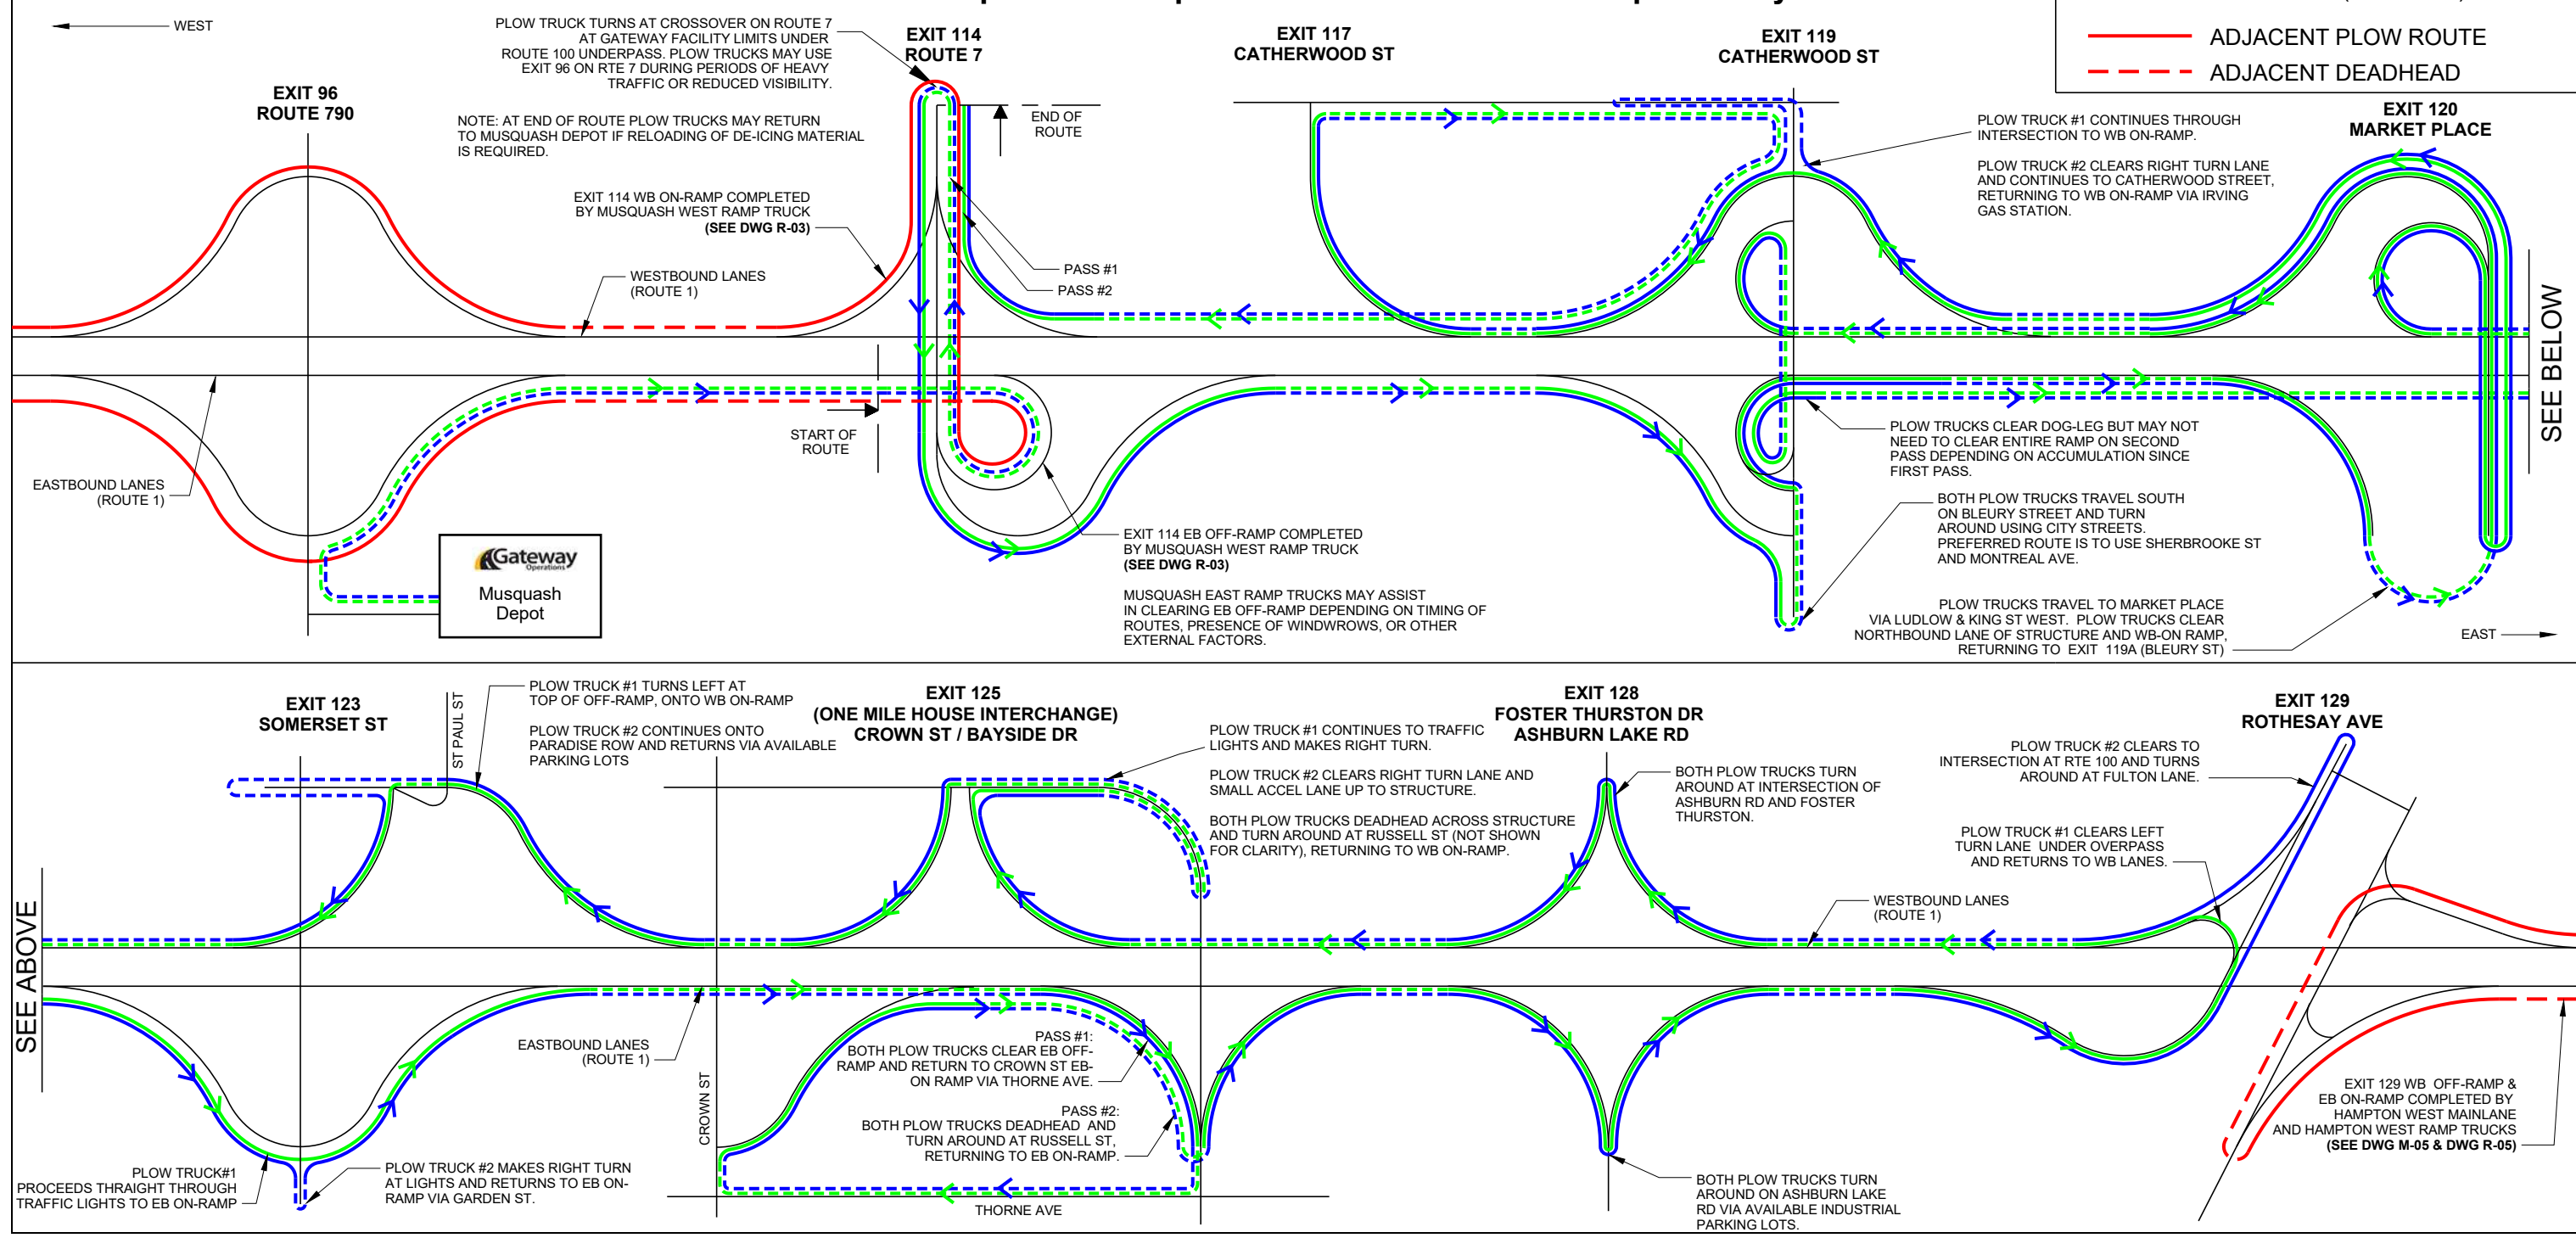 WEST
PLOW TRUCK TURNS AT CROSSOVER ON ROUTE 7
AT GATEWAY FACILITY LIMITS UNDER
ROUTE 100 UNDERPASS. PLOW TRUCKS MAY USE
EXIT 96 ON RTE 7 DURING PERIODS OF HEAVY
TRAFFIC OR REDUCED VISIBILITY.
EXIT 114
ROUTE 7
EXIT 117
CATHERWOOD ST
EXIT 119
CATHERWOOD ST
ADJACENT PLOW ROUTE
ADJACENT DEADHEAD
EXIT 96
ROUTE 790
NOTE: AT END OF ROUTE PLOW TRUCKS MAY RETURN
TO MUSQUASH DEPOT IF RELOADING OF DE-ICING MATERIAL
IS REQUIRED.
END OF
ROUTE
EXIT 120
MARKET PLACE
PLOW TRUCK #1 CONTINUES THROUGH
INTERSECTION TO WB ON-RAMP.
PLOW TRUCK #2 CLEARS RIGHT TURN LANE
AND CONTINUES TO CATHERWOOD STREET,
RETURNING TO WB ON-RAMP VIA IRVING
GAS STATION.
EXIT 114 WB ON-RAMP COMPLETED
BY MUSQUASH WEST RAMP TRUCK
(SEE DWG R-03)
WESTBOUND LANES
(ROUTE 1)
PASS #1
PASS #2
SEE BELOW
START OF
ROUTE
EASTBOUND LANES
(ROUTE 1)
PLOW TRUCKS CLEAR DOG-LEG BUT MAY NOT
NEED TO CLEAR ENTIRE RAMP ON SECOND
PASS DEPENDING ON ACCUMULATION SINCE
FIRST PASS.
BOTH PLOW TRUCKS TRAVEL SOUTH
ON BLEURY STREET AND TURN
AROUND USING CITY STREETS.
PREFERRED ROUTE IS TO USE SHERBROOKE ST
AND MONTREAL AVE.
Gateway
Operations
Musquash
Depot
EXIT 114 EB OFF-RAMP COMPLETED
BY MUSQUASH WEST RAMP TRUCK
(SEE DWG R-03)
MUSQUASH EAST RAMP TRUCKS MAY ASSIST
IN CLEARING EB OFF-RAMP DEPENDING ON TIMING OF
ROUTES, PRESENCE OF WINDWROWS, OR OTHER
EXTERNAL FACTORS.
PLOW TRUCKS TRAVEL TO MARKET PLACE
VIA LUDLOW & KING ST WEST. PLOW TRUCKS CLEAR
NORTHBOUND LANE OF STRUCTURE AND WB-ON RAMP,
RETURNING TO EXIT 119A (BLEURY ST)
EAST
EXIT 123
SOMERSET ST
ST PAUL ST
PLOW TRUCK #1 TURNS LEFT AT
TOP OF OFF-RAMP, ONTO WB ON-RAMP
PLOW TRUCK #2 CONTINUES ONTO
PARADISE ROW AND RETURNS VIA AVAILABLE
PARKING LOTS
EXIT 125
(ONE MILE HOUSE INTERCHANGE)
CROWN ST / BAYSIDE DR
PLOW TRUCK #1 CONTINUES TO TRAFFIC
LIGHTS AND MAKES RIGHT TURN.
PLOW TRUCK #2 CLEARS RIGHT TURN LANE AND
SMALL ACCEL LANE UP TO STRUCTURE.
BOTH PLOW TRUCKS DEADHEAD ACROSS STRUCTURE
AND TURN AROUND AT RUSSELL ST (NOT SHOWN
FOR CLARITY), RETURNING TO WB ON-RAMP.
EXIT 128
FOSTER THURSTON DR
ASHBURN LAKE RD
BOTH PLOW TRUCKS TURN
AROUND AT INTERSECTION OF
ASHBURN RD AND FOSTER
THURSTON.
EXIT 129
ROTHESAY AVE
PLOW TRUCK #2 CLEARS TO
INTERSECTION AT RTE 100 AND TURNS
AROUND AT FULTON LANE.
PLOW TRUCK #1 CLEARS LEFT
TURN LANE UNDER OVERPASS
AND RETURNS TO WB LANES.
WESTBOUND LANES
(ROUTE 1)
SEE ABOVE
EASTBOUND LANES
(ROUTE 1)
CROWN ST
PASS #1:
BOTH PLOW TRUCKS CLEAR EB OFF-
RAMP AND RETURN TO CROWN ST EB-
ON RAMP VIA THORNE AVE.
PASS #2:
BOTH PLOW TRUCKS DEADHEAD AND
TURN AROUND AT RUSSELL ST,
RETURNING TO EB ON-RAMP.
THORNE AVE
PLOW TRUCK#1
PROCEEDS THRAIGHT THROUGH
TRAFFIC LIGHTS TO EB ON-RAMP
PLOW TRUCK #2 MAKES RIGHT TURN
AT LIGHTS AND RETURNS TO EB ON-
RAMP VIA GARDEN ST.
BOTH PLOW TRUCKS TURN
AROUND ON ASHBURN LAKE
RD VIA AVAILABLE INDUSTRIAL
PARKING LOTS.
EXIT 129 WB OFF-RAMP &
EB ON-RAMP COMPLETED BY
HAMPTON WEST MAINLANE
AND HAMPTON WEST RAMP TRUCKS
(SEE DWG M-05 & DWG R-05)